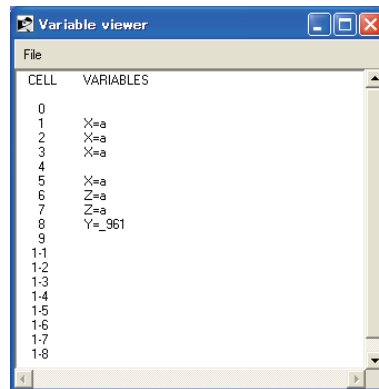 Variable viewer
File
CELL VARIABLES
0
1 X=a
2 X=a
3 X=a
4
5 X=a
6 Z=a
7 Z=a
8 Y=_961
9
1-1
1-2
1-3
1-4
1-5
1-6
1-7
1-8